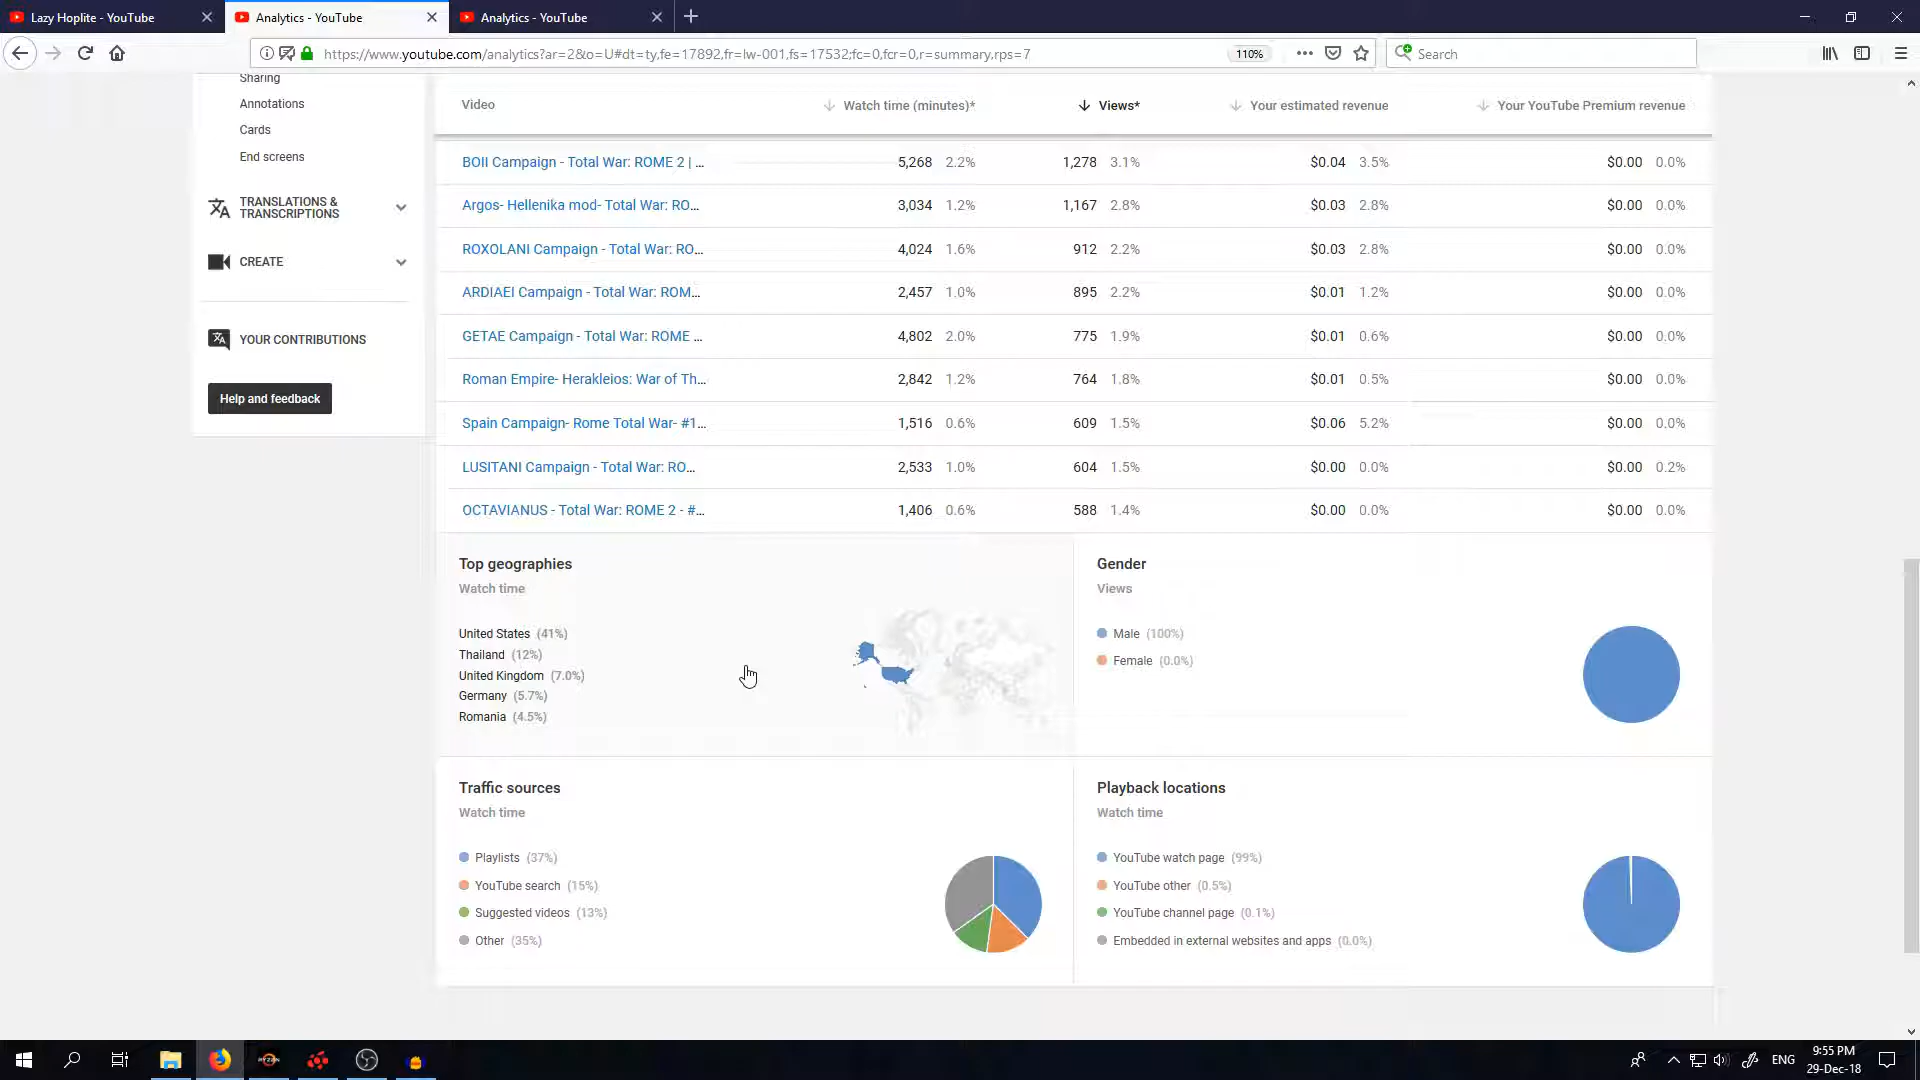 Lazy Hoplite - YouTube
Analytics - YouTube
Analytics - YouTube
https://www.youtube.com/analytics?ar=2&o=U#dt=ty,fe=17892,fr=lw-001,fs=17532;fc=0,fcr=0,r=summary,rps=7
110%
Search
Sharing
Annotations
Cards
End screens
TRANSLATIONS &
TRANSCRIPTIONS
CREATE
YOUR CONTRIBUTIONS
Help and feedback
Video Watch time (minutes)* Views* Your estimated revenue Your YouTube Premium revenue
BOII Campaign - Total War: ROME 2 | ... 5,268 2.2% 1,278 3.1% $0.04 3.5% $0.00 0.0%
Argos- Hellenika mod- Total War: RO... 3,034 1.2% 1,167 2.8% $0.03 2.8% $0.00 0.0%
ROXOLANI Campaign - Total War: RO... 4,024 1.6% 912 2.2% $0.03 2.8% $0.00 0.0%
ARDIAEI Campaign - Total War: ROM... 2,457 1.0% 895 2.2% $0.01 1.2% $0.00 0.0%
GETAE Campaign - Total War: ROME ... 4,802 2.0% 775 1.9% $0.01 0.6% $0.00 0.0%
Roman Empire- Herakleios: War of Th... 2,842 1.2% 764 1.8% $0.01 0.5% $0.00 0.0%
Spain Campaign- Rome Total War- #1... 1,516 0.6% 609 1.5% $0.06 5.2% $0.00 0.0%
LUSITANI Campaign - Total War: RO... 2,533 1.0% 604 1.5% $0.00 0.0% $0.00 0.2%
OCTAVIANUS - Total War: ROME 2 - #... 1,406 0.6% 588 1.4% $0.00 0.0% $0.00 0.0%
Top geographies
Watch time
United States (41%)
Thailand (12%)
United Kingdom (7.0%)
Germany (5.7%)
Romania (4.5%)
Gender
Views
Male (100%)
Female (0.0%)
Traffic sources
Watch time
Playlists (37%)
YouTube search (15%)
Suggested videos (13%)
Other (35%)
Playback locations
Watch time
YouTube watch page (99%)
YouTube other (0.5%)
YouTube channel page (0.1%)
Embedded in external websites and apps (0.0%)
RYZEN
ENG
9:55 PM
29-Dec-18